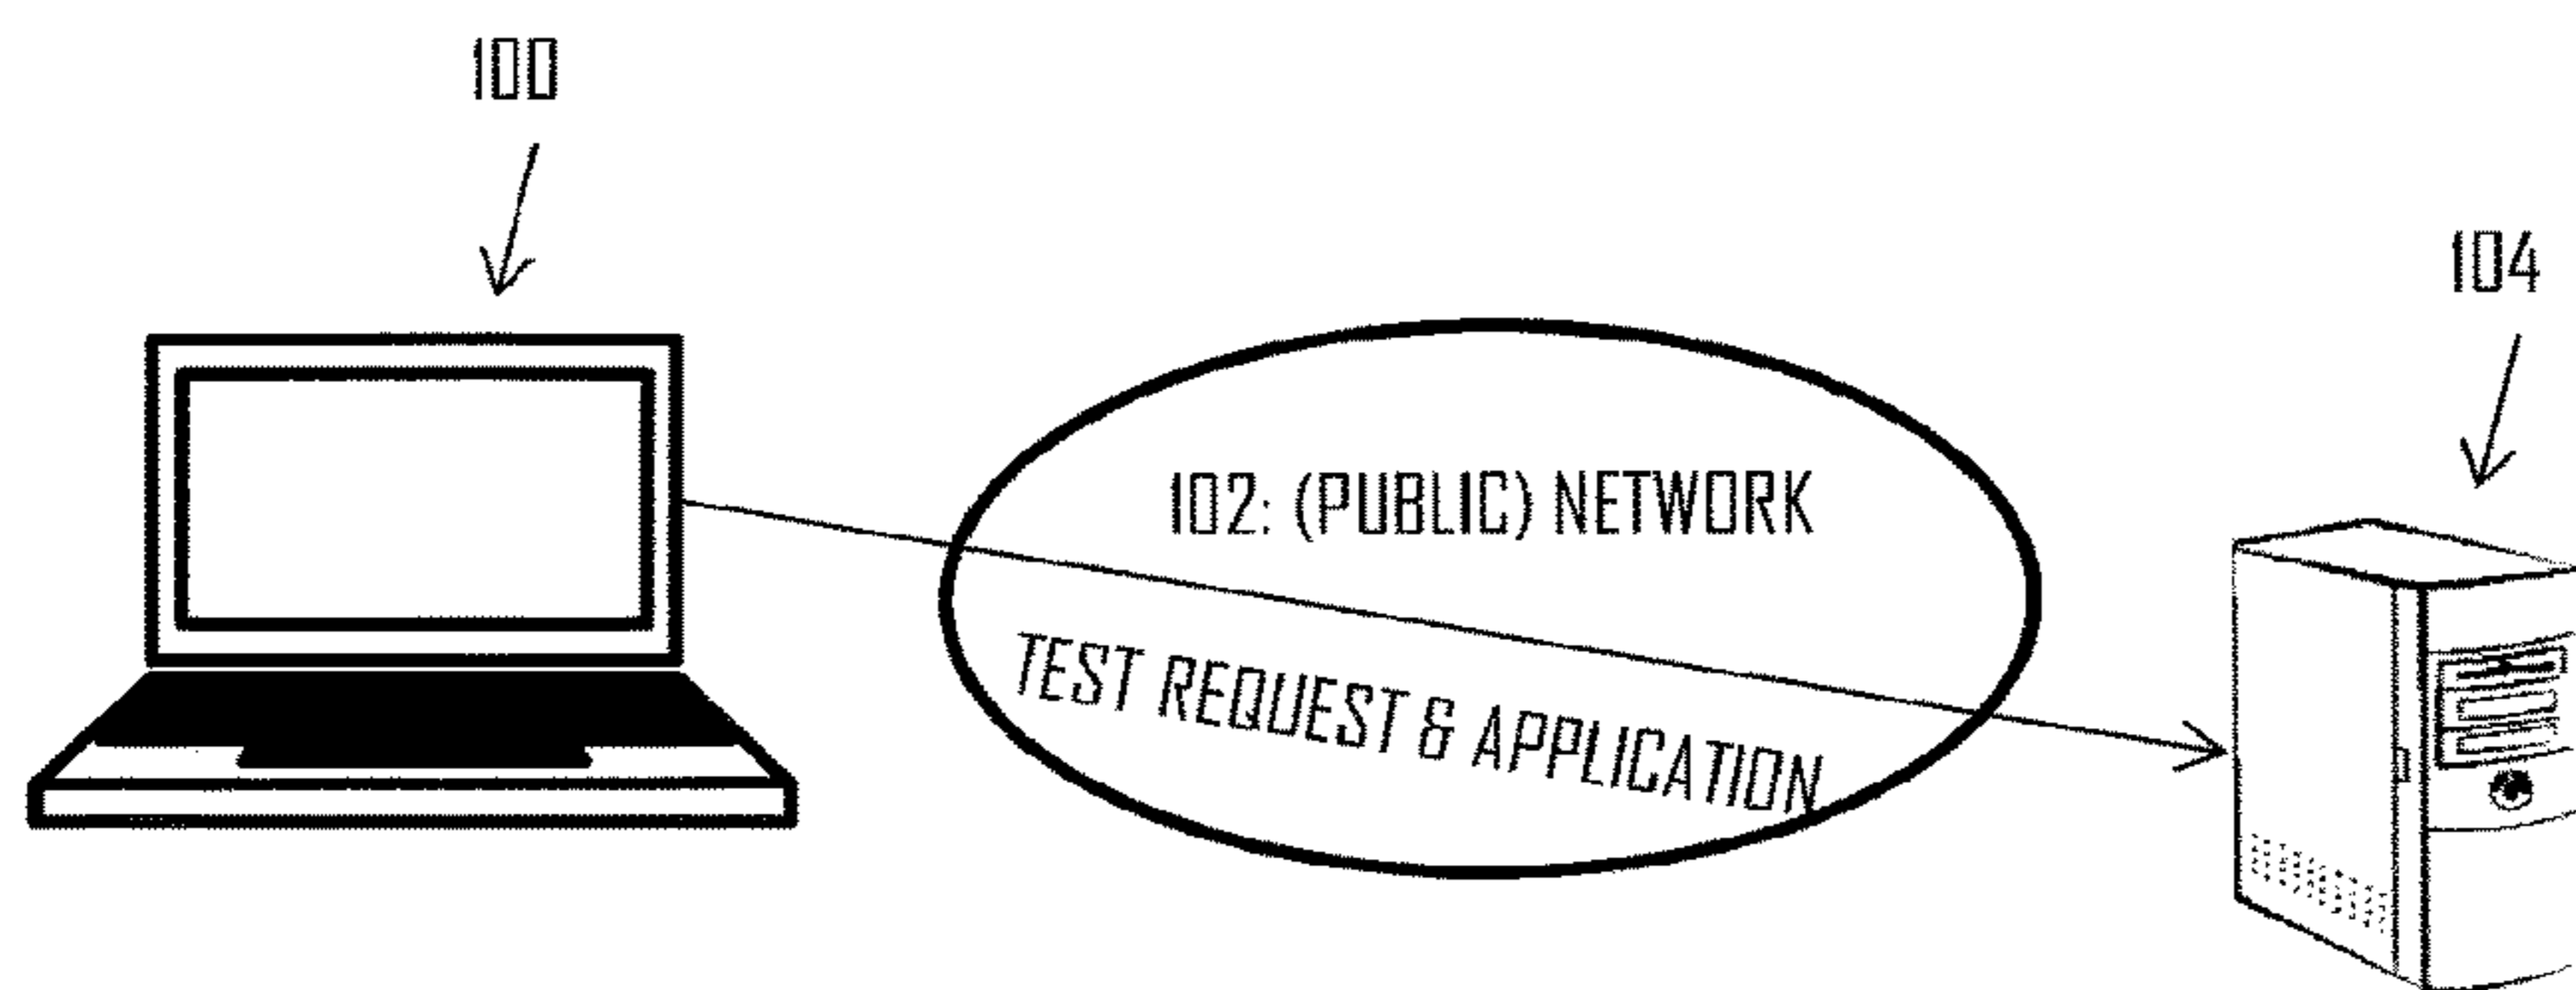 100
104
102: (PUBLIC) NETWORK
TEST REQUEST & APPLICATION